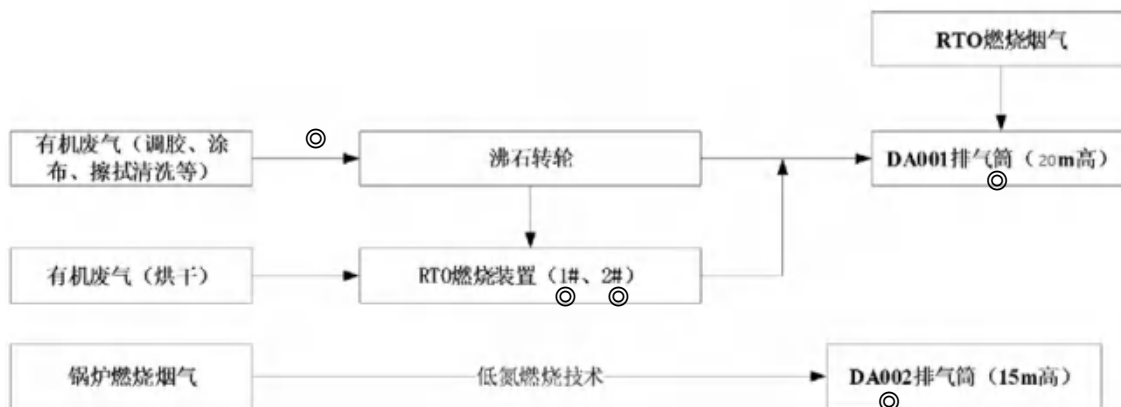 RTO燃烧烟气
有机废气（调胶、涂
布、擦拭清洗等）
沸石转轮
DA001排气筒（20m高）
有机废气（烘干）
RTO燃烧装置（1#、2#）
锅炉燃烧烟气
低氮燃烧技术
DA002排气筒（15m高）